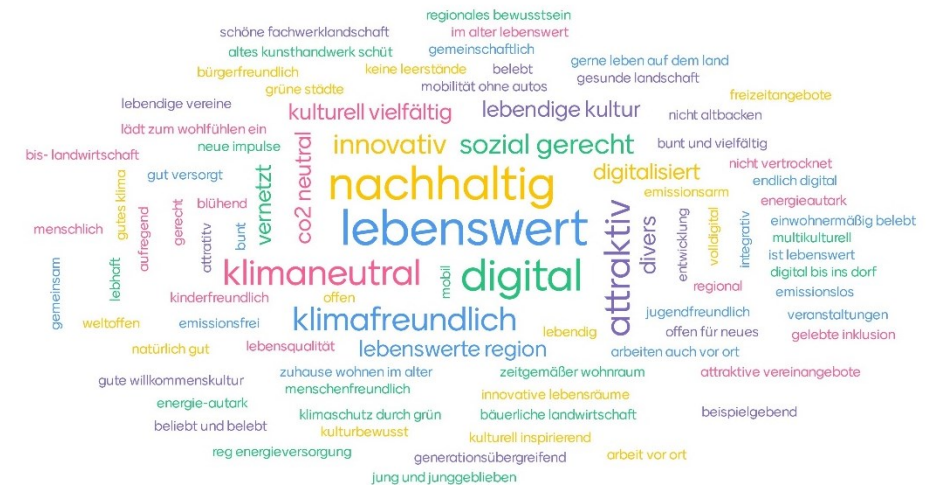 regionales bewusstsein
schöne fachwerklandschaft
im alter lebenswert
altes kunsthandwerk schüt
gemeinschaftlich
gerne leben auf dem land
bürgerfreundlich
keine leerstände
belebt
gesunde landschaft
grüne städte
mobilität ohne autos
freizeitangebote
lebendige vereine
kulturell vielfältig
lebendige kultur
nicht altbacken
lädt zum wohlfühlen ein
neue impulse
co2 neutral
innovativ
sozial gerecht
bunt und vielfältig
bis- landwirtschaft
gut versorgt
vernetzt
nachhaltig
digitalisiert
nicht vertrocknet
endlich digital
emissionsarm
energieautark
gutes klima
blühend
menschlich
aufregend
gerecht
attratitv
bunt
lebenswert
attraktiv
divers
entwicklung
volldigital
integrativ
einwohnermäßig belebt
multikulturell
ist lebenswert
gemeinsam
lebhaft
klimaneutral
mobil
digital
regional
digital bis ins dorf
kinderfreundlich
offen
emissionslos
weltoffen
emissionsfrei
klimafreundlich
lebendig
jugendfreundlich
offen für neues
veranstaltungen
gelebte inklusion
natürlich gut
lebensqualität
lebenswerte region
arbeiten auch vor ort
gute willkommenskultur
zuhause wohnen im alter
zeitgemäßer wohnraum
attraktive vereinangebote
menschenfreundlich
innovative lebensräume
energie-autark
klimaschutz durch grün
bäuerliche landwirtschaft
beispielgebend
beliebt und belebt
kulturbewusst
kulturell inspirierend
reg energieversorgung
generationsübergreifend
arbeit vor ort
jung und junggeblieben